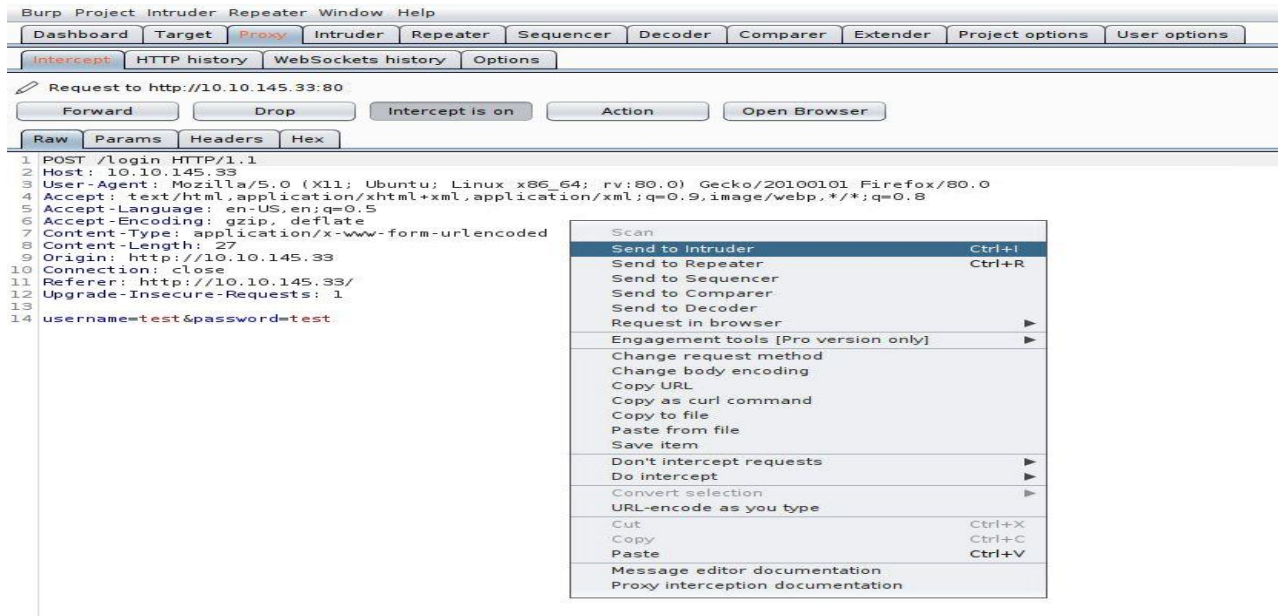 Burp Project Intruder Repeater Window Help
Dashboard Target Proxy Intruder Repeater Sequencer Decoder Comparer Extender Project options User options
Intercept HTTP history WebSockets history Options
Request to http://10.10.145.33:80
Forward Drop Intercept is on Action Open Browser
Raw Params Headers Hex
1 POST /login HTTP/1.1
2 Host: 10.10.145.33
3 User-Agent: Mozilla/5.0 (X11; Ubuntu; Linux x86_64; rv:80.0) Gecko/20100101 Firefox/80.0
4 Accept: text/html,application/xhtml+xml,application/xml;q=0.9,image/webp,*/*;q=0.8
5 Accept-Language: en-US,en;q=0.5
6 Accept-Encoding: gzip, deflate
7 Content-Type: application/x-www-form-urlencoded
8 Content-Length: 27
9 Origin: http://10.10.145.33
10 Connection: close
11 Referer: http://10.10.145.33/
12 Upgrade-Insecure-Requests: 1
13
14 username=test&password=test
Scan
Send to Intruder Ctrl+I
Send to Repeater Ctrl+R
Send to Sequencer
Send to Comparer
Send to Decoder
Request in browser
Engagement tools [Pro version only]
Change request method
Change body encoding
Copy URL
Copy as curl command
Copy to file
Paste from file
Save item
Don't intercept requests
Do intercept
Convert selection
URL-encode as you type
Cut Ctrl+X
Copy Ctrl+C
Paste Ctrl+V
Message editor documentation
Proxy interception documentation